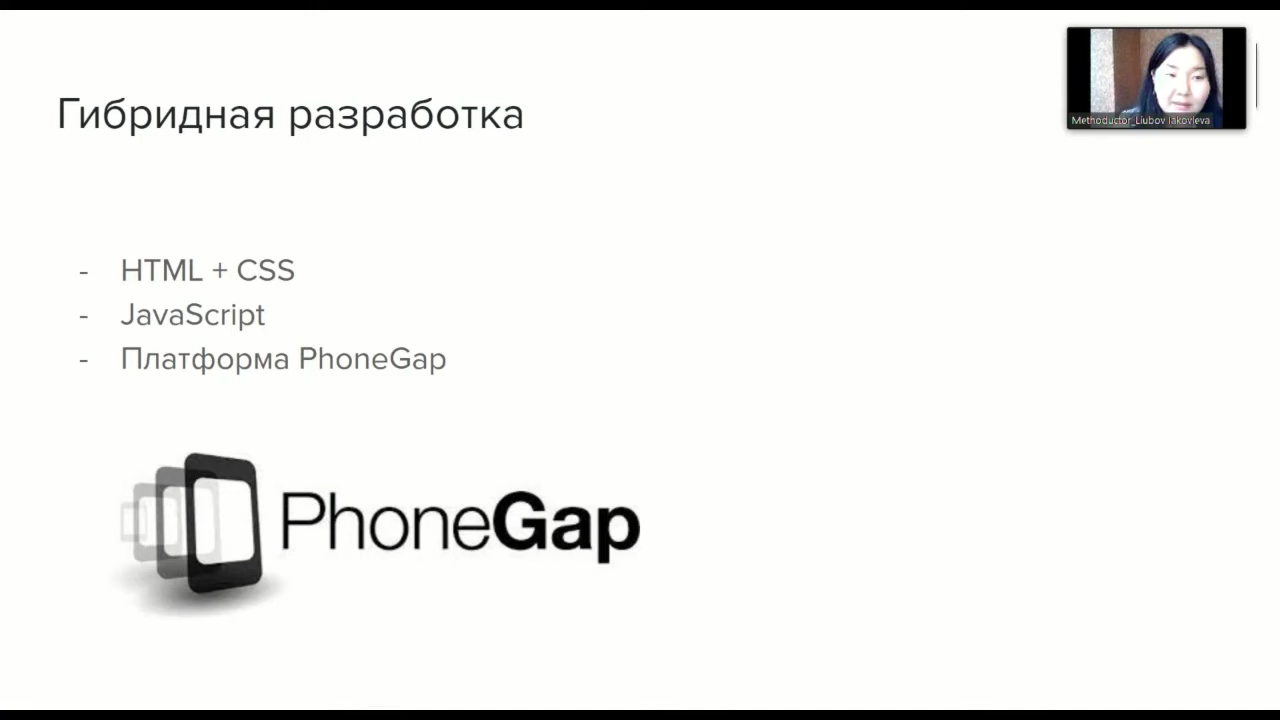 Гибридная разработка
Methoductor_Liubov Iakovleva
- HTML + CSS
- JavaScript
- Платформа PhoneGap
PhoneGap